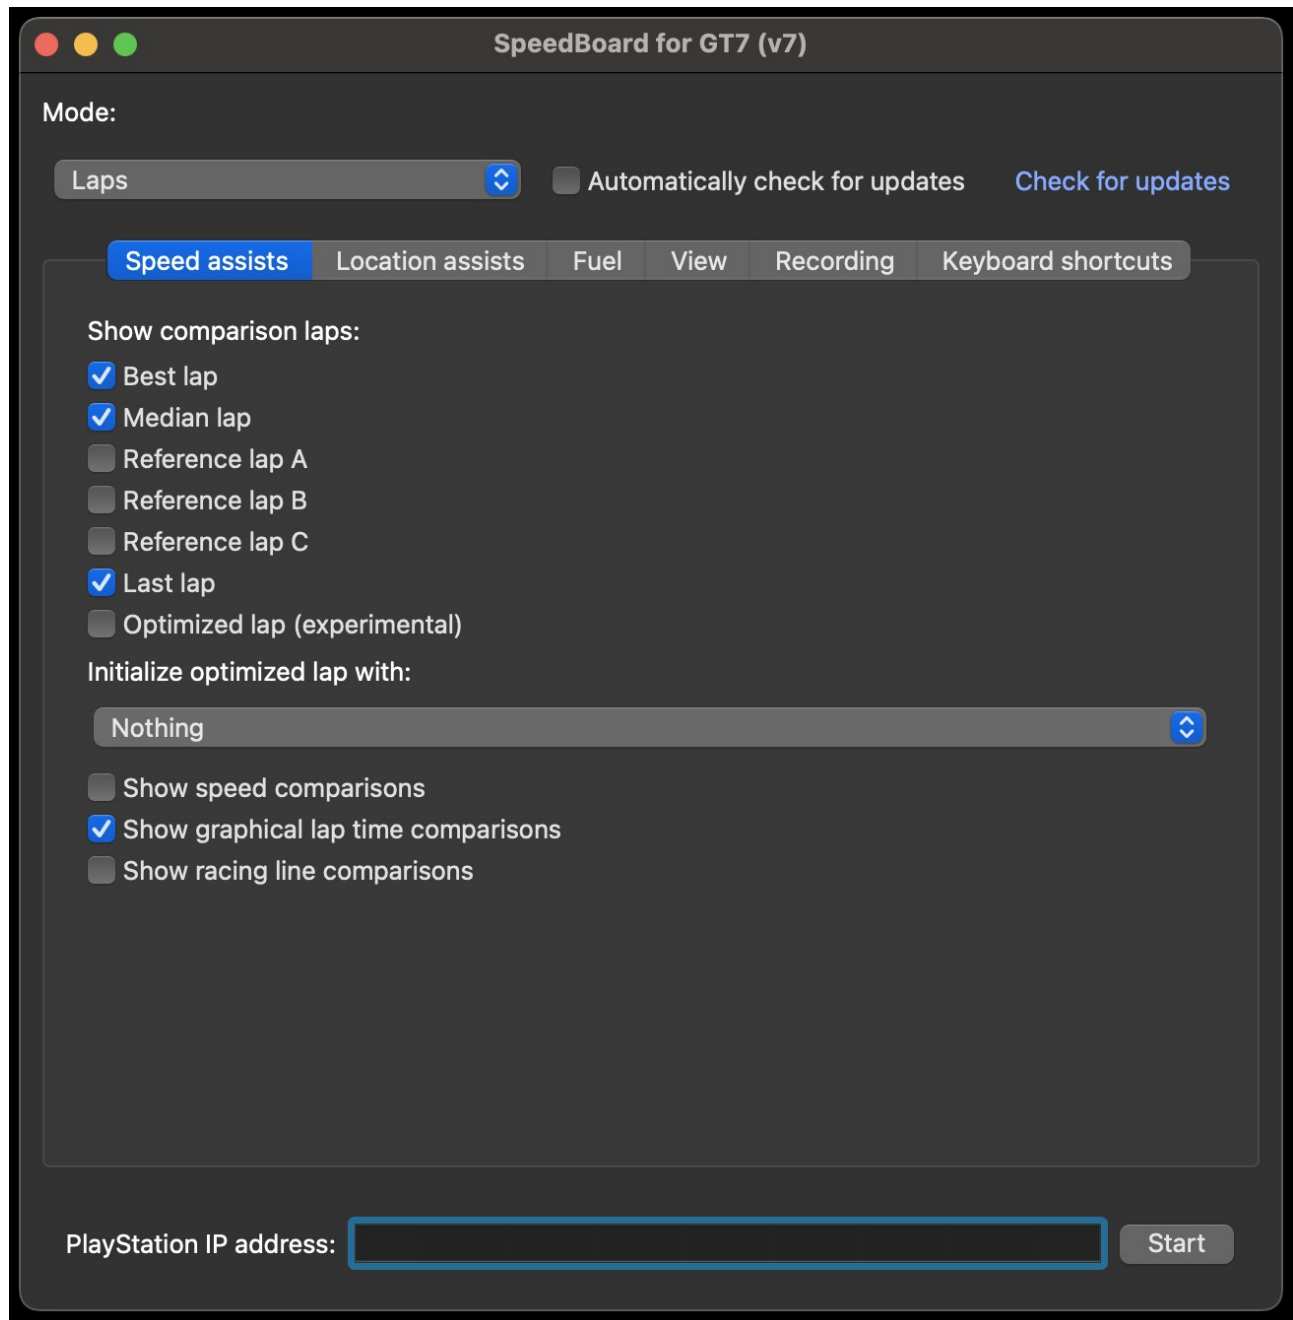 SpeedBoard for GT7 (v7)
Mode:
Laps
Automatically check for updates
Check for updates
Speed assists
Location assists
Fuel
View
Recording
Keyboard shortcuts
Show comparison laps:
Best lap
Median lap
Reference lap A
Reference lap B
Reference lap C
Last lap
Optimized lap (experimental)
Initialize optimized lap with:
Nothing
Show speed comparisons
Show graphical lap time comparisons
Show racing line comparisons
PlayStation IP address:
Start